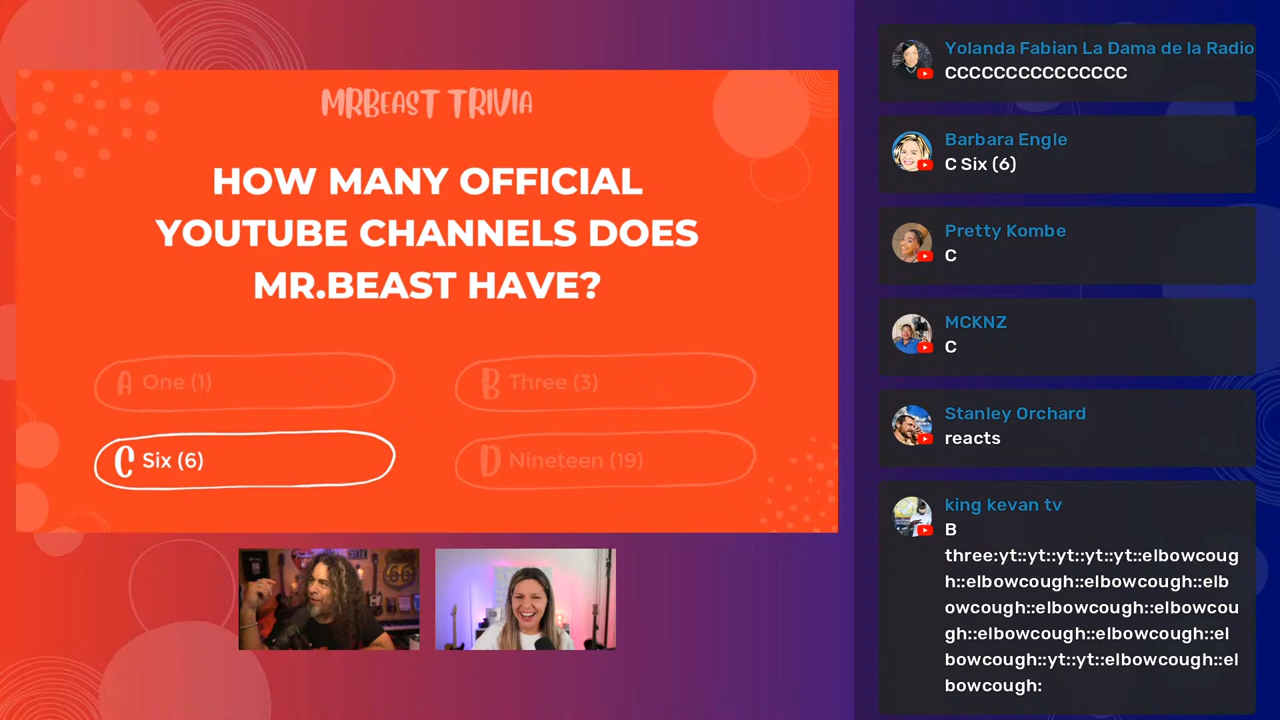 MRBEAST TRIVIA
HOW MANY OFFICIAL
YOUTUBE CHANNELS DOES
MR.BEAST HAVE?
A One (1)
B Three (3)
C Six (6)
D Nineteen (19)
Yolanda Fabian La Dama de la Radio
CCCCCCCCCCCCCCC
Barbara Engle
C Six (6)
Pretty Kombe
C
MCKNZ
C
Stanley Orchard
reacts
king kevan tv
B
three:yt::yt::yt::yt::yt::elbowcoug
h::elbowcough::elbowcough::elb
owcough::elbowcough::elbowcou
gh::elbowcough::elbowcough::el
bowcough::yt::yt::elbowcough::el
bowcough:
66